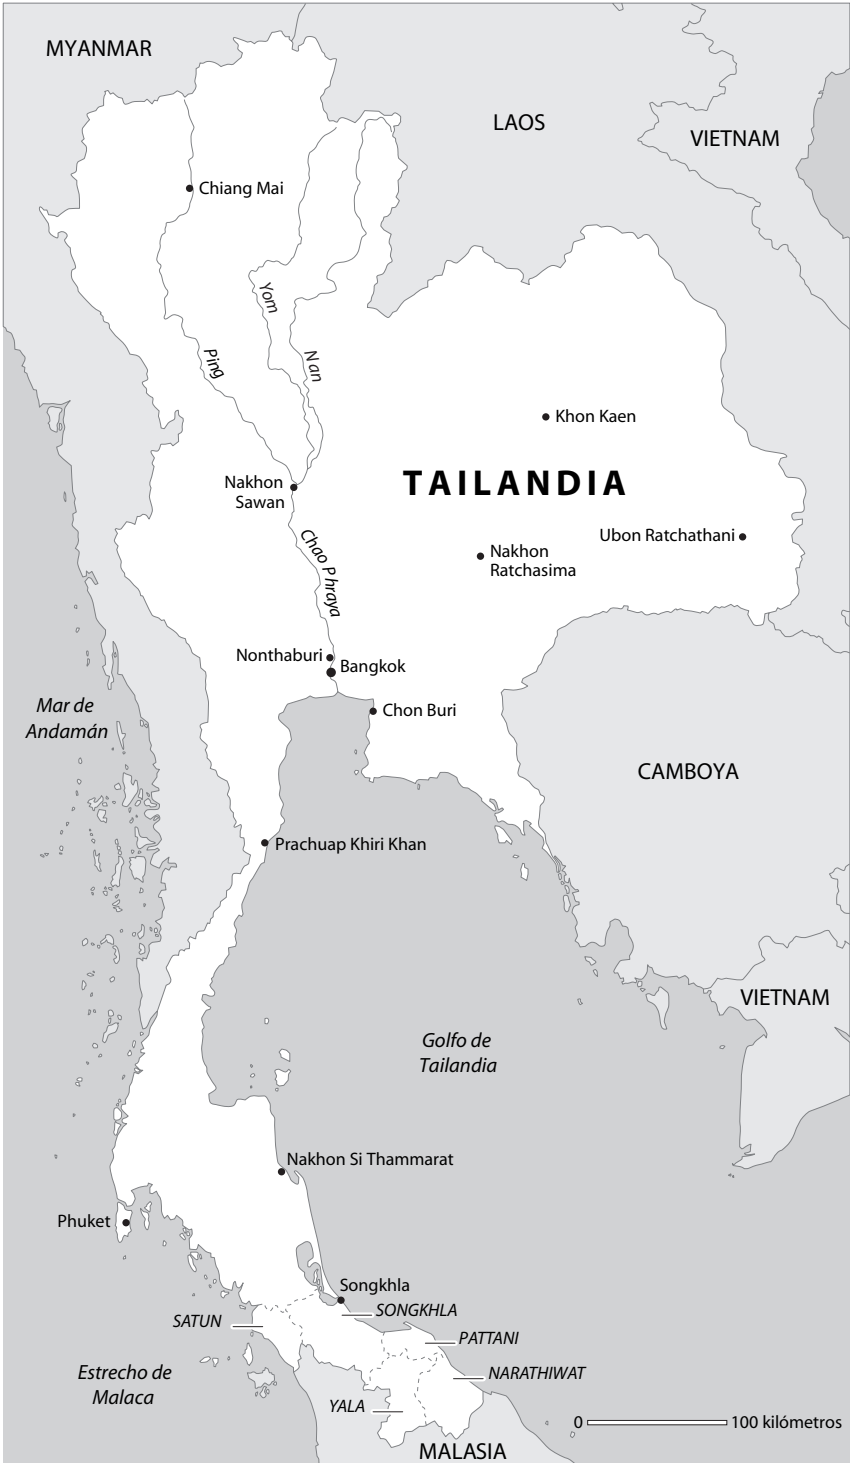 MYANMAR
LAOS
VIETNAM
Chiang Mai
Yom
Ping
Nan
Khon Kaen
TAILANDIA
Nakhon
Sawan
Chao Phraya
Ubon Ratchathani
Nakhon
Ratchasima
Nonthaburi
Bangkok
Chon Buri
Mar de
Andamán
CAMBOYA
Prachuap Khiri Khan
VIETNAM
Golfo de
Tailandia
Nakhon Si Thammarat
Phuket
Songkhla
SONGKHLA
SATUN
PATTANI
NARATHIWAT
Estrecho de
Malaca
YALA
0 100 kilómetros
MALASIA